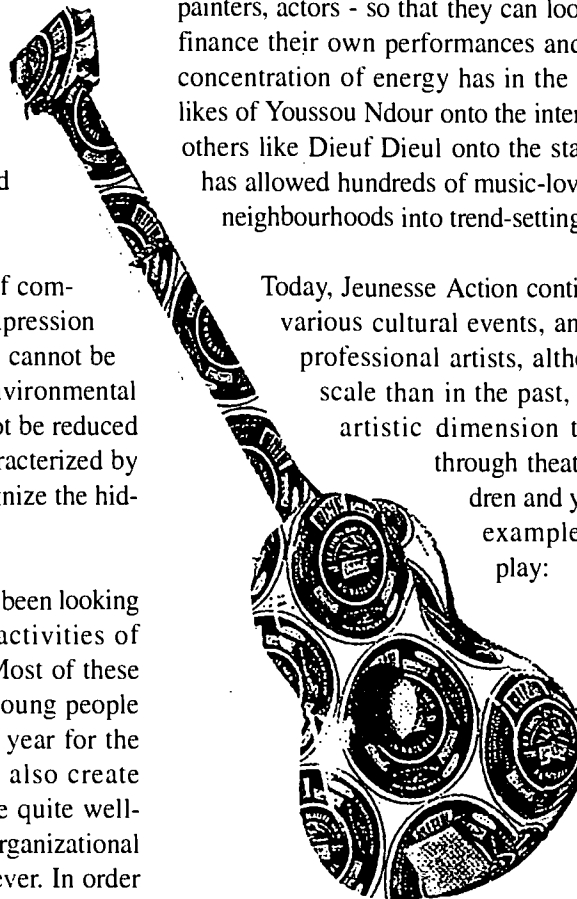 d
f com-
pression
cannot be
vironmental
ot be reduced
racterized by
gnize the hid-
been looking
activities of
Most of these
oung people
year for the
also create
e quite well-
rganizational
ever. In order
painters, actors - so that they can loo
finance their own performances and
concentration of energy has in the
likes of Youssou Ndour onto the inter
others like Dieuf Dieul onto the sta
has allowed hundreds of music-lov
neighbourhoods into trend-setting
Today, Jeunesse Action conti
various cultural events, an
professional artists, altho
scale than in the past,
artistic dimension t
through theat
dren and y
example
play: